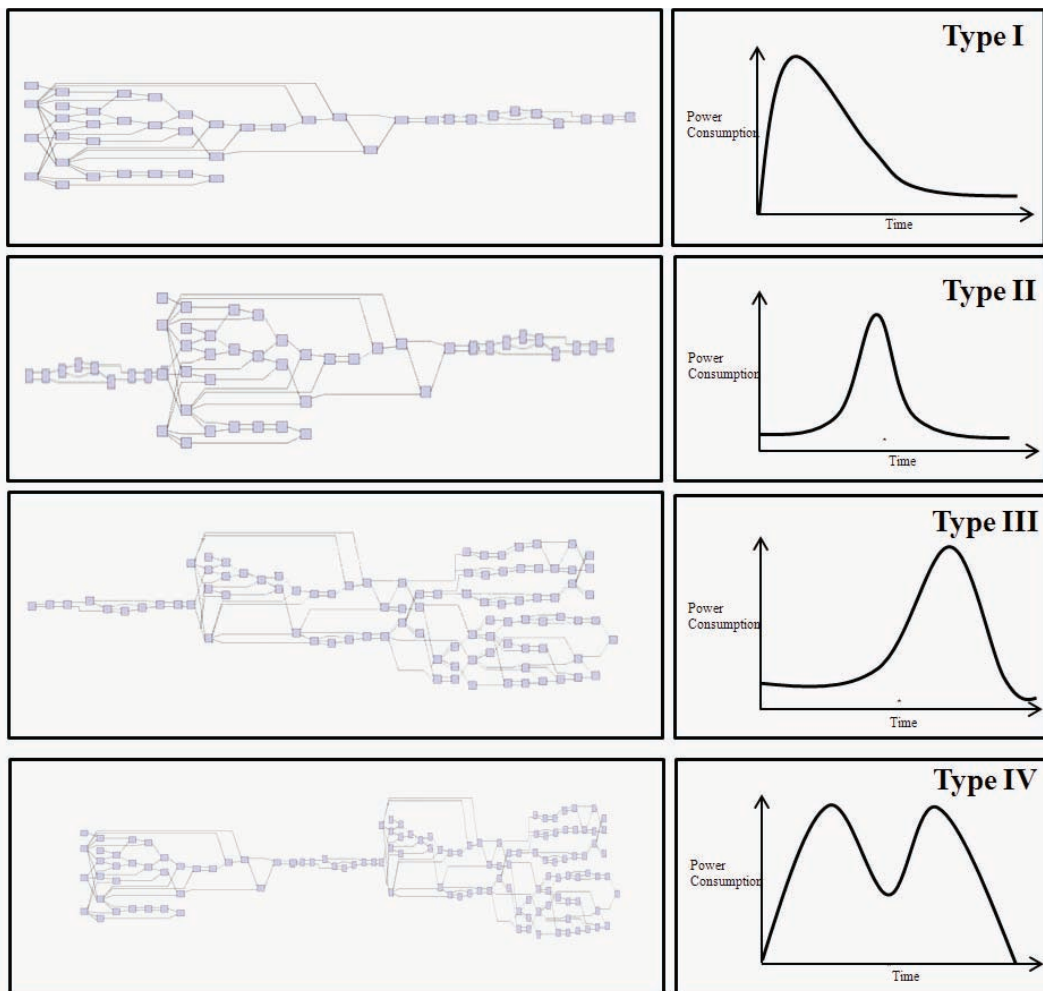 Type I
Power
Consumption
Time
Type II
Power
Consumption
Time
Type III
Power
Consumption
Time
Type IV
Power
Consumption
Time